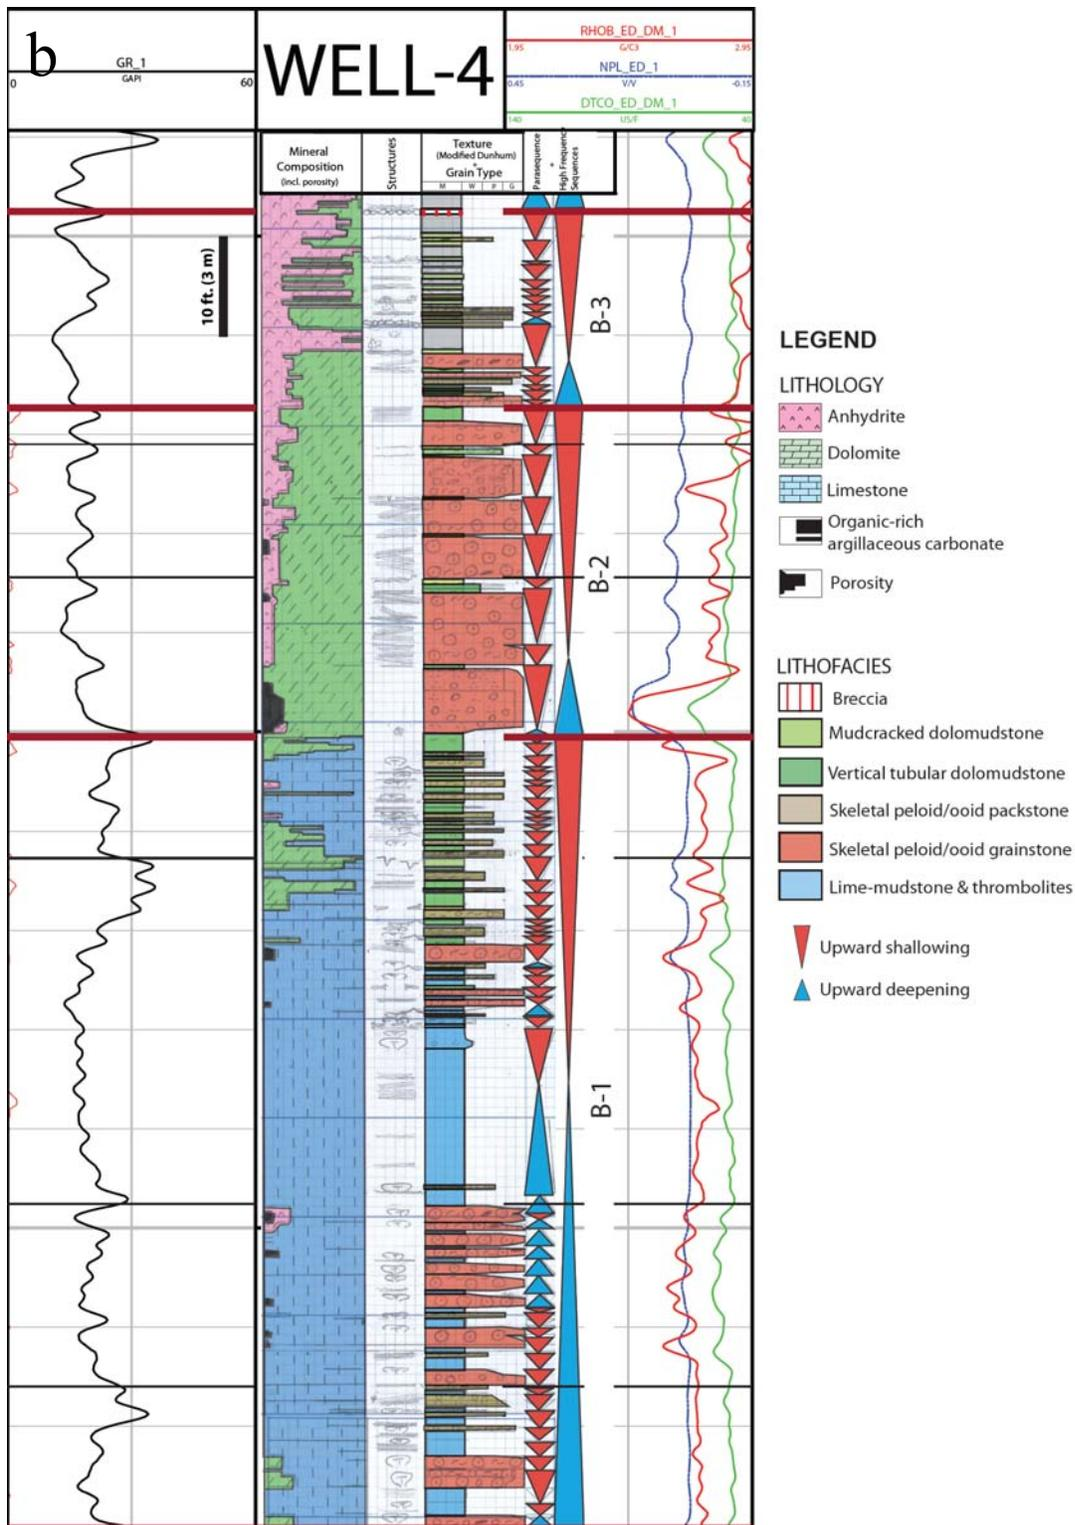 b
GR_1
GAPI
0
60
WELL-4
RHOB_ED_DM_1
1.95
G/C3
2.95
NPL_ED_1
0.45
V/V
-0.15
DTCO_ED_DM_1
140
US/F
40
Mineral
Composition
(incl. porosity)
Structures
Texture
(Modified Dunhum)
+
Grain Type
M W P G
Parasequence
+
High Frequency
Sequences
10 ft. (3 m)
B-3
B-2
B-1
LEGEND
LITHOLOGY
Anhydrite
Dolomite
Limestone
Organic-rich
argillaceous carbonate
Porosity
LITHOFACIES
Breccia
Mudcracked dolomudstone
Vertical tubular dolomudstone
Skeletal peloid/ooid packstone
Skeletal peloid/ooid grainstone
Lime-mudstone & thrombolites
Upward shallowing
Upward deepening